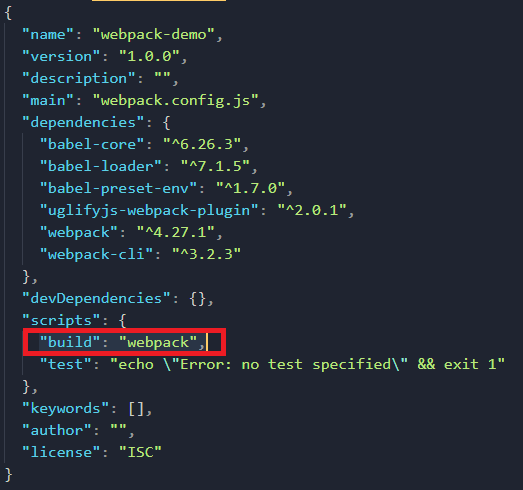 {
"name": "webpack-demo",
"version": "1.0.0",
"description": "",
"main": "webpack.config.js",
"dependencies": {
"babel-core": "^6.26.3",
"babel-loader": "^7.1.5",
"babel-preset-env": "^1.7.0",
"uglifyjs-webpack-plugin": "^2.0.1",
"webpack": "^4.27.1",
"webpack-cli": "^3.2.3"
},
"devDependencies": {},
"scripts": {
"build": "webpack",
"test": "echo \"Error: no test specified\" && exit 1"
},
"keywords": [],
"author": "",
"license": "ISC"
}